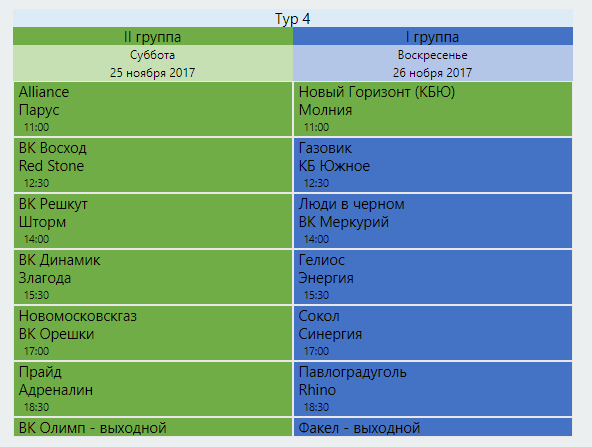 Тур 4
II группа
I группа
Суббота
25 ноября 2017
Воскресенье
26 нобря 2017
Alliance
Парус
11:00
Новый Горизонт (КБЮ)
Молния
11:00
ВК Восход
Red Stone
12:30
Газовик
КБ Южное
12:30
ВК Решкут
Шторм
14:00
Люди в черном
ВК Меркурий
14:00
ВК Динамик
Злагода
15:30
Гелиос
Энергия
15:30
Новомосковскгаз
ВК Орешки
17:00
Сокол
Синергия
17:00
Прайд
Адреналин
18:30
Павлоградуголь
Rhino
18:30
ВК Олимп - выходной
Факел - выходной